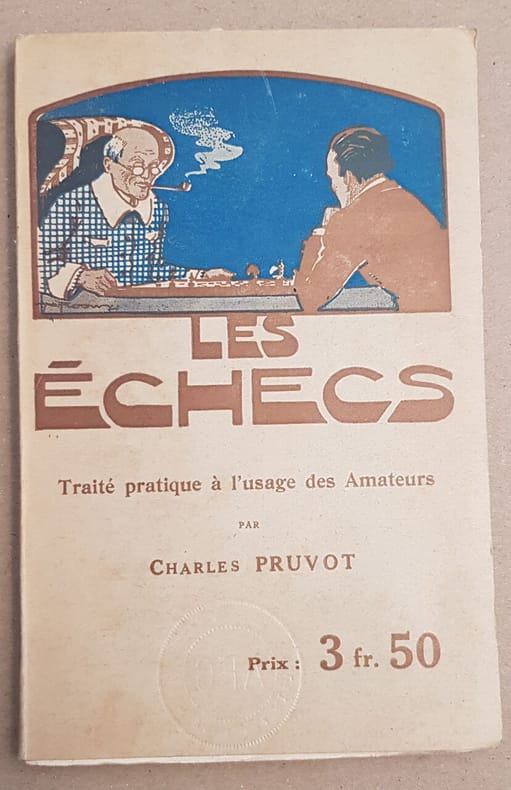 LES
ÉCHECS
Traité pratique à l'usage des Amateurs
PAR
CHARLES PRUVOT
Prix : 3 fr. 50